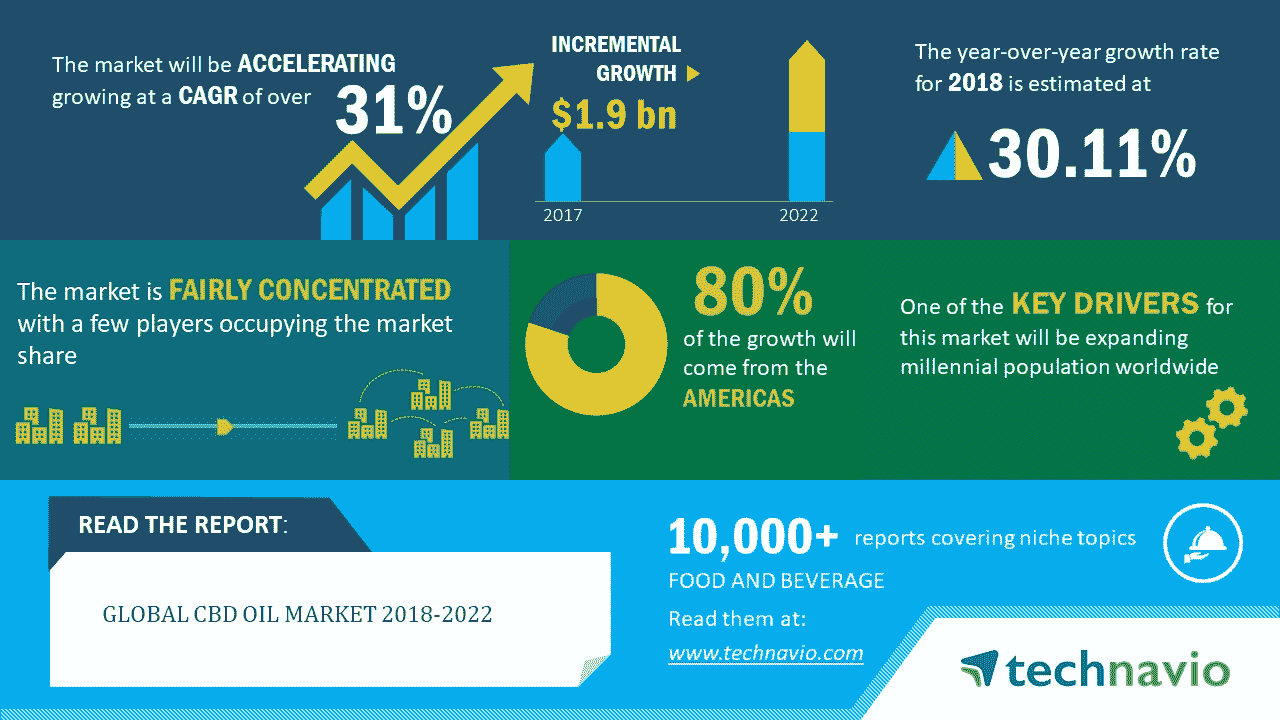 The market will be ACCELERATING
growing at a CAGR of over
31%
INCREMENTAL
GROWTH
$1.9 bn
2017
2022
The year-over-year growth rate
for 2018 is estimated at
30.11%
The market is FAIRLY CONCENTRATED
with a few players occupying the market
share
80%
of the growth will
come from the
AMERICAS
One of the KEY DRIVERS for
this market will be expanding
millennial population worldwide
READ THE REPORT:
GLOBAL CBD OIL MARKET 2018-2022
10,000+ reports covering niche topics
FOOD AND BEVERAGE
Read them at:
www.technavio.com
technavio